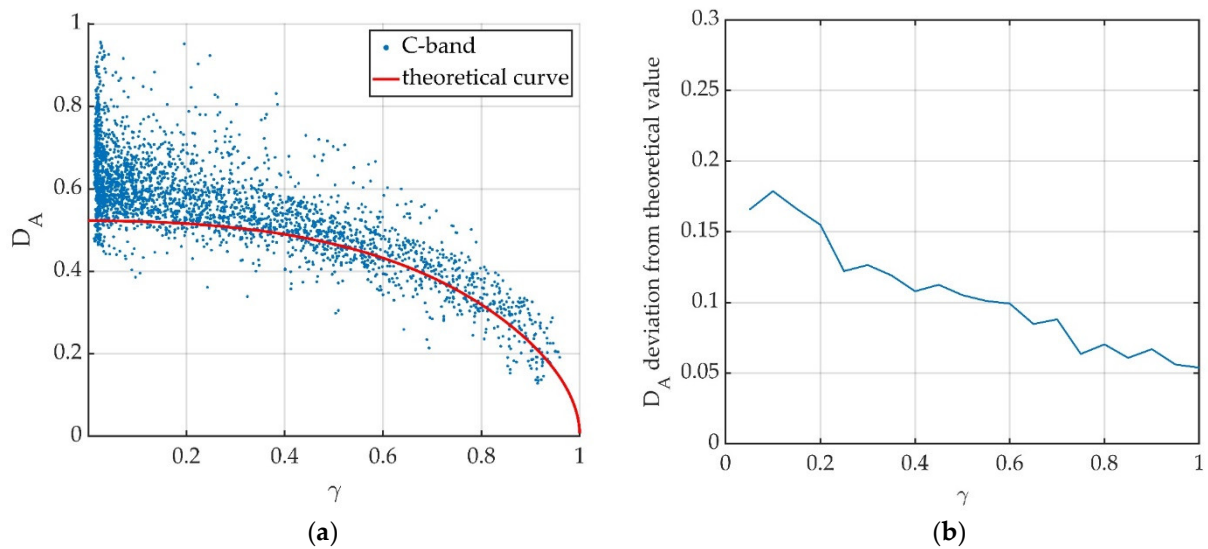 1
0.8
0.6
0.4
0.2
0
D_A
C-band
theoretical curve
0.2 0.4 0.6 0.8 1
γ
(a)
0.3
0.25
0.2
0.15
0.1
0.05
0
D_A deviation from theoretical value
0 0.2 0.4 0.6 0.8 1
γ
(b)